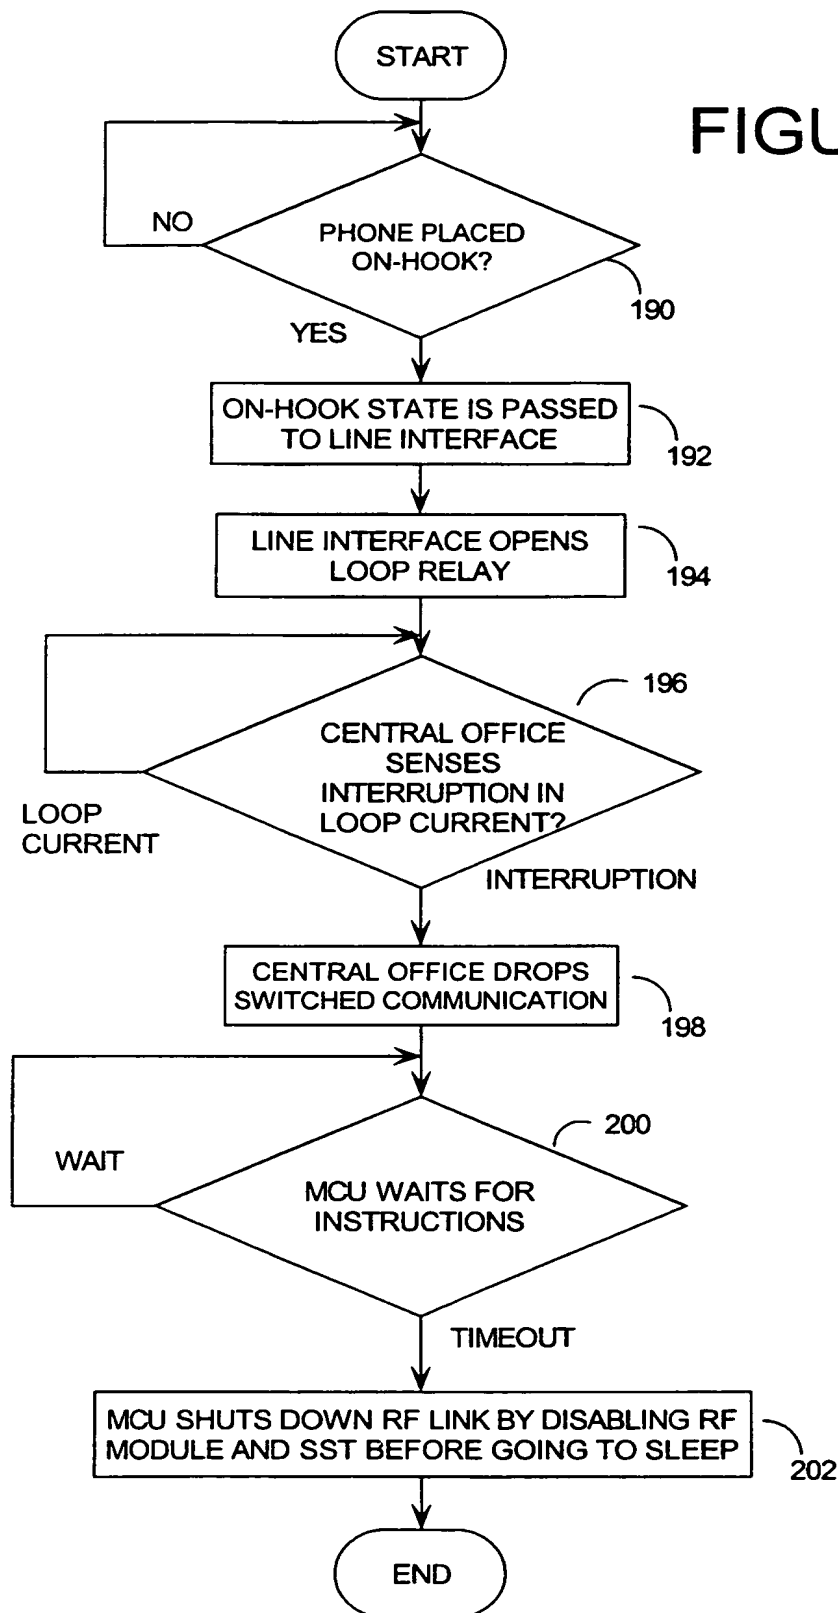 START
FIGU
NO
PHONE PLACED
ON-HOOK?
190
YES
ON-HOOK STATE IS PASSED
TO LINE INTERFACE
192
LINE INTERFACE OPENS
LOOP RELAY
194
196
CENTRAL OFFICE
SENSES
INTERRUPTION IN
LOOP CURRENT?
LOOP
CURRENT
INTERRUPTION
CENTRAL OFFICE DROPS
SWITCHED COMMUNICATION
198
200
WAIT
MCU WAITS FOR
INSTRUCTIONS
TIMEOUT
MCU SHUTS DOWN RF LINK BY DISABLING RF
MODULE AND SST BEFORE GOING TO SLEEP
202
END